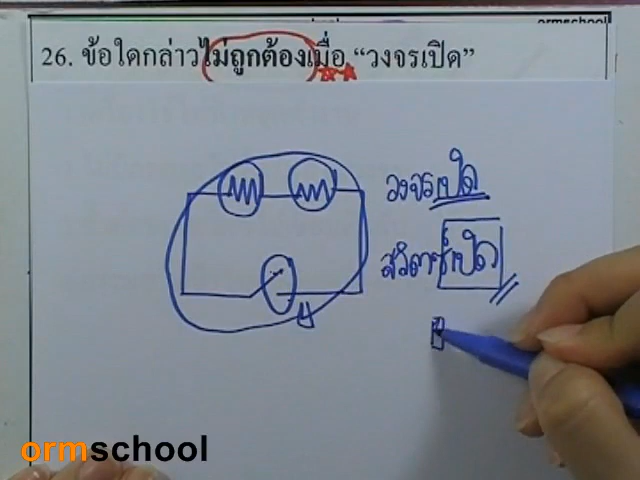 ormschool
26. ข้อใดกล่าวไม่ถูกต้องเมื่อ “วงจรเปิด”
วงจรเปิด
สวิตซ์เปิด
ormschool